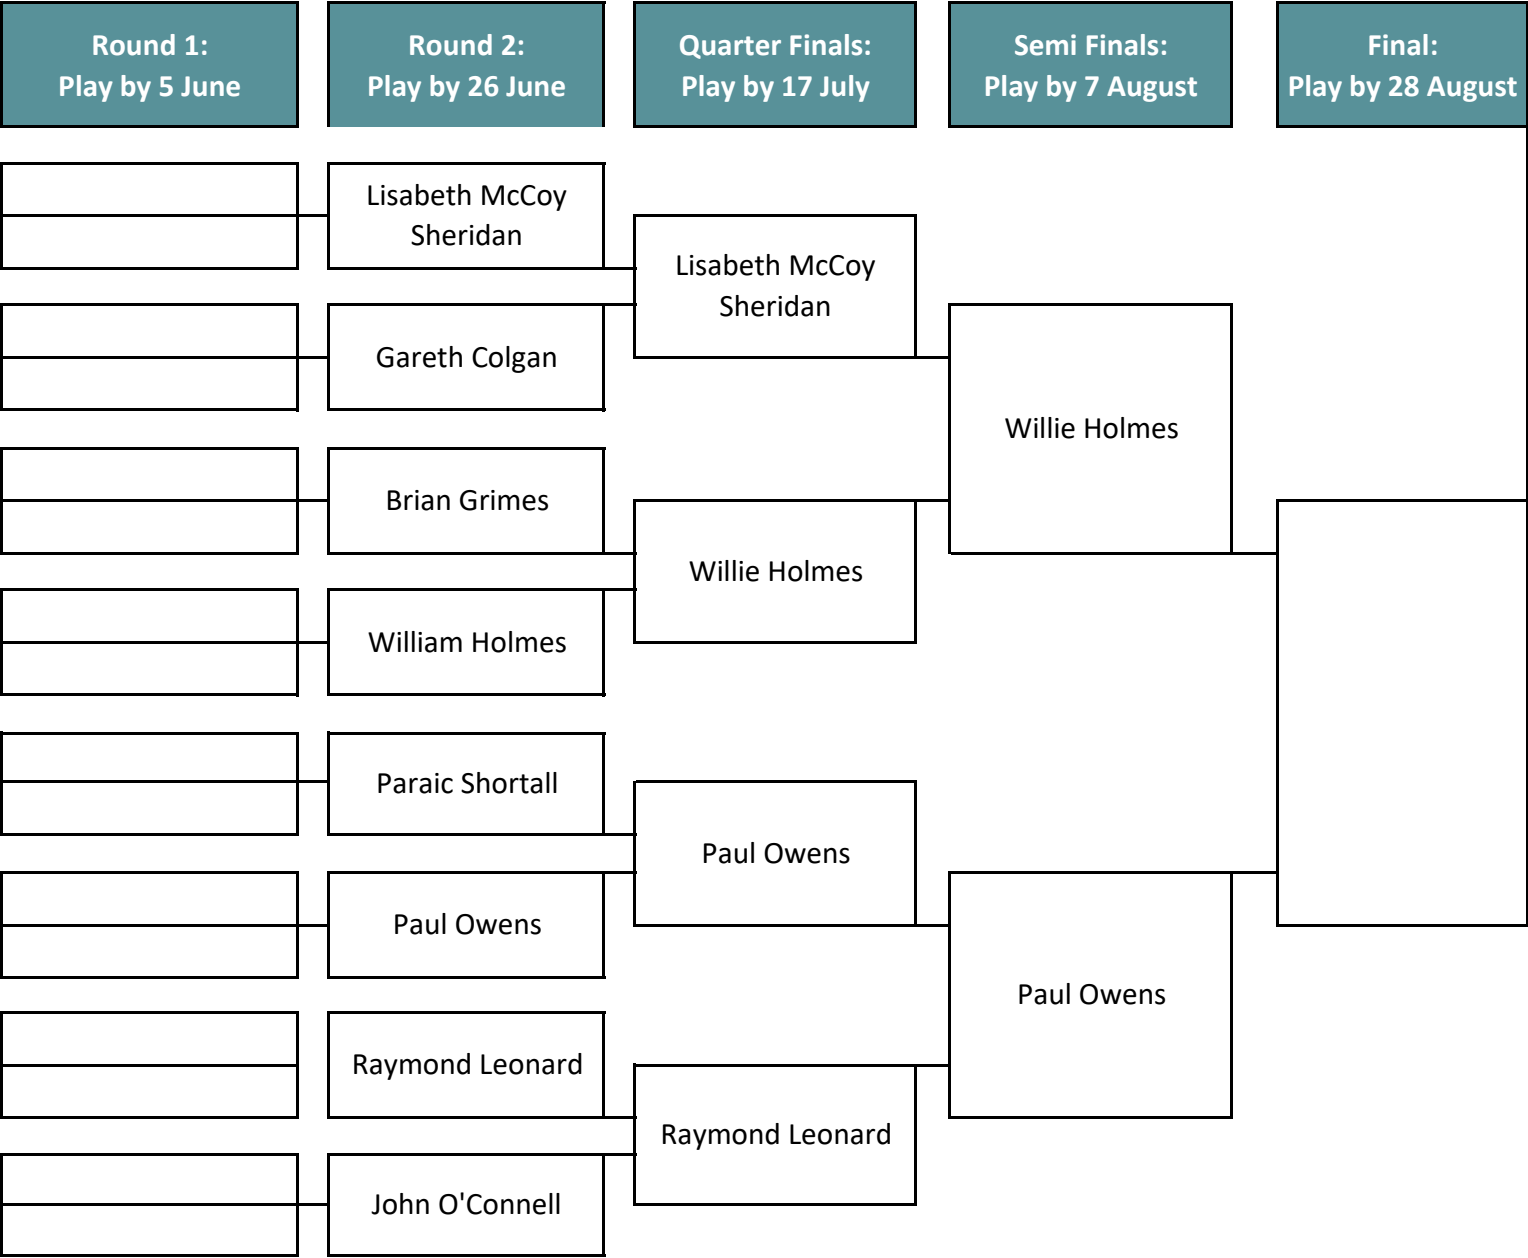 Round 1:
Play by 5 June
Round 2:
Play by 26 June
Quarter Finals:
Play by 17 July
Semi Finals:
Play by 7 August
Final:
Play by 28 August
Lisabeth McCoy
Sheridan
Gareth Colgan
Brian Grimes
William Holmes
Paraic Shortall
Paul Owens
Raymond Leonard
John O'Connell
Lisabeth McCoy
Sheridan
Willie Holmes
Paul Owens
Raymond Leonard
Willie Holmes
Paul Owens